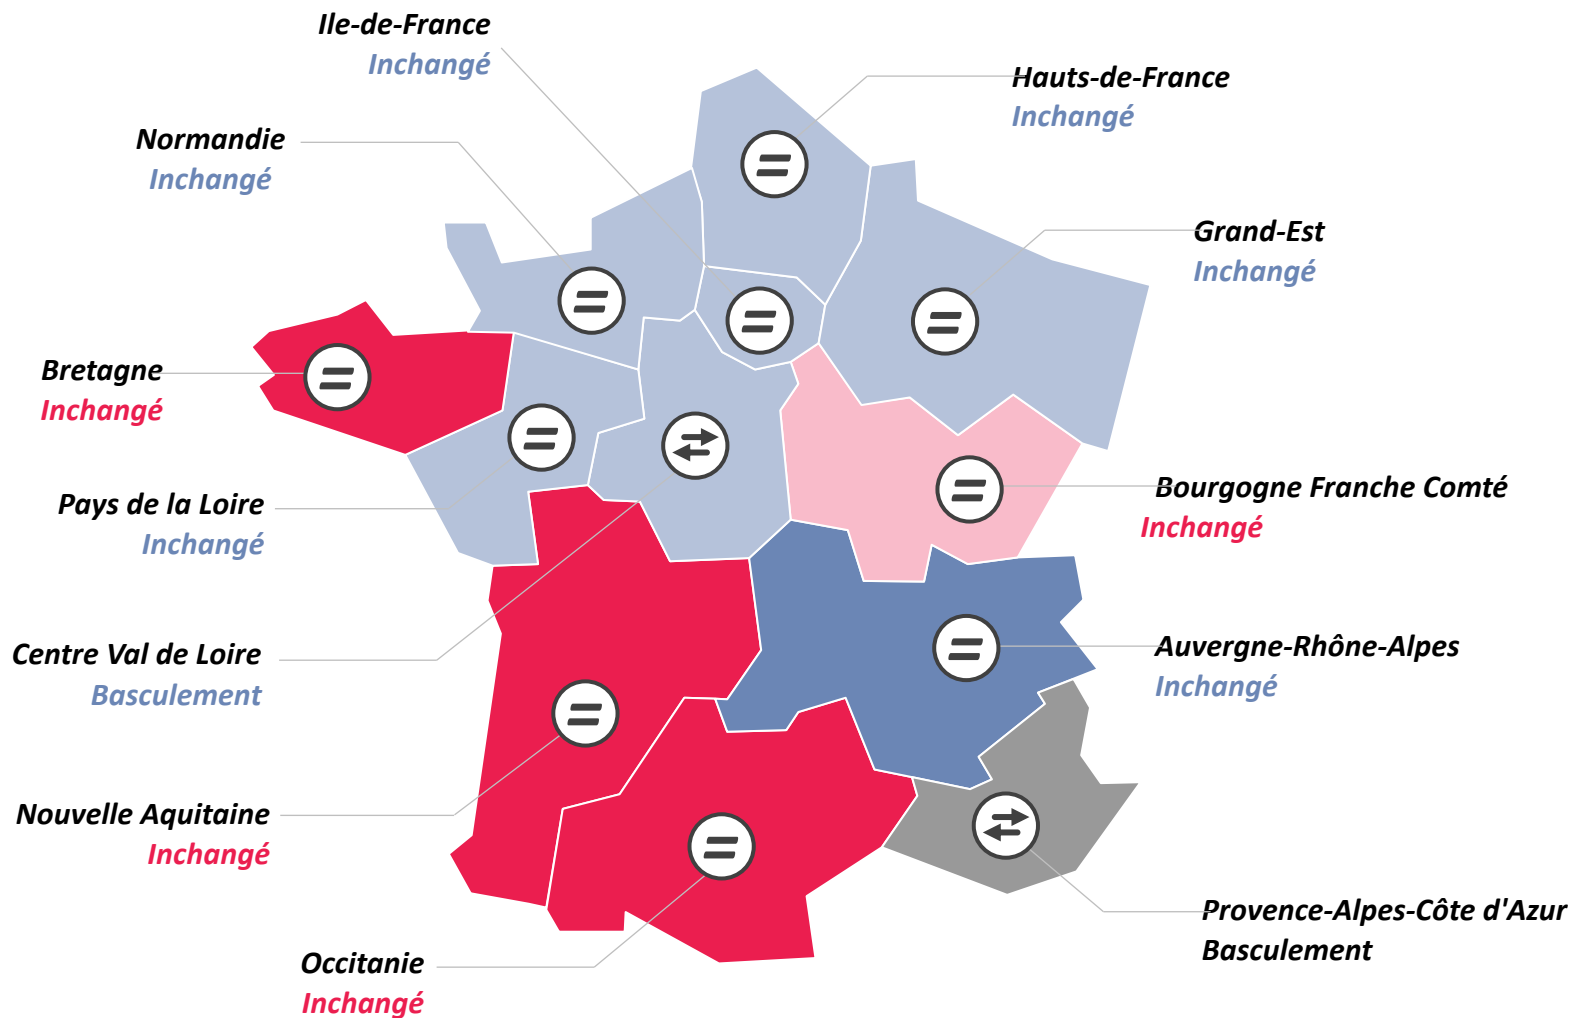 Ile-de-France
Inchangé
Hauts-de-France
Inchangé
Normandie
Inchangé
Grand-Est
Inchangé
Bretagne
Inchangé
Pays de la Loire
Inchangé
Bourgogne Franche Comté
Inchangé
Centre Val de Loire
Basculement
Auvergne-Rhône-Alpes
Inchangé
Nouvelle Aquitaine
Inchangé
Provence-Alpes-Côte d'Azur
Basculement
Occitanie
Inchangé